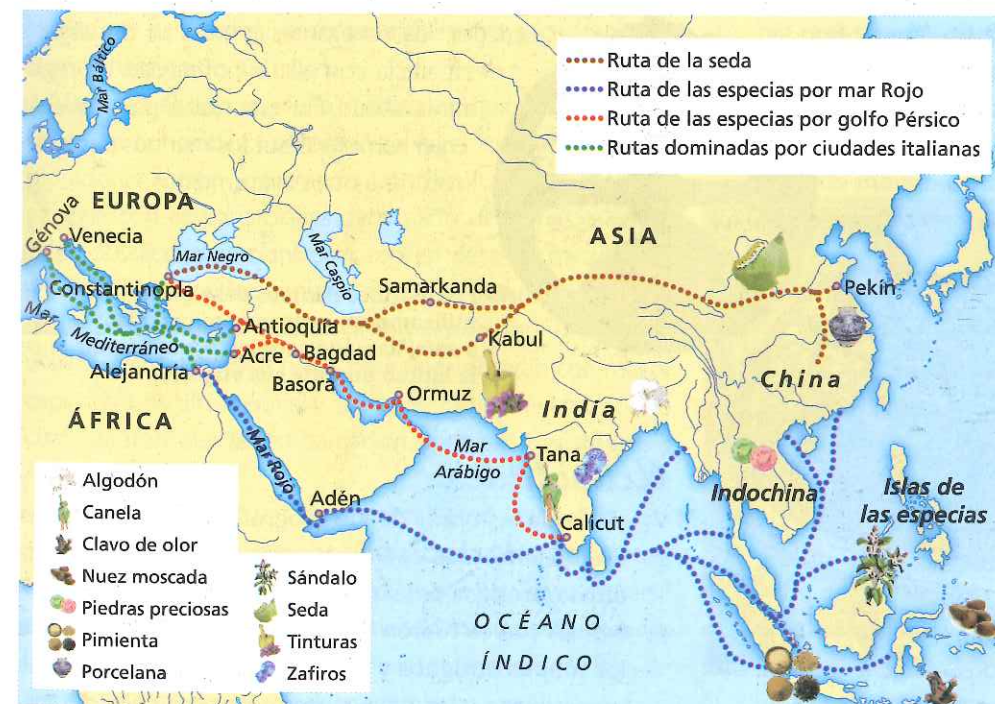 Ruta de la seda
Ruta de las especias por mar Rojo
Ruta de las especias por golfo Pérsico
Rutas dominadas por ciudades italianas
Mar Báltico
EUROPA
Génova
Venecia
Mar Negro
Mar Caspio
ASIA
Constantinopla
Samarkanda
Pekín
Mar
Mediterráneo
Antioquía
Kabul
Acre
Bagdad
Alejandría
Basora
China
Ormuz
India
ÁFRICA
Mar Rojo
Mar
Arábigo
Tana
Indochina
Islas de
las especias
Adén
Calicut
OCÉANO
ÍNDICO
Algodón
Canela
Clavo de olor
Nuez moscada
Piedras preciosas
Pimienta
Porcelana
Sándalo
Seda
Tinturas
Zafiros